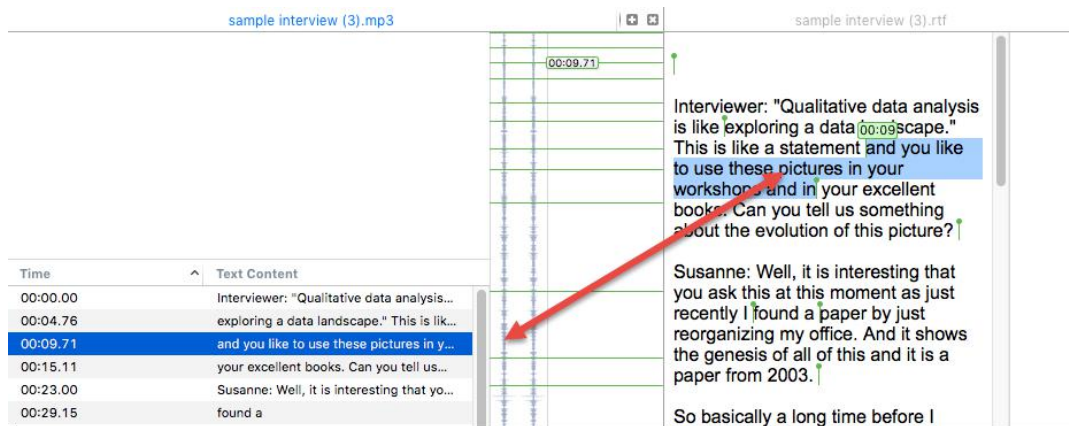 sample interview (3).mp3
sample interview (3).rtf
00:09.71
Time
Text Content
00:00.00 Interviewer: "Qualitative data analysis...
00:04.76 exploring a data landscape." This is lik...
00:09.71 and you like to use these pictures in y...
00:15.11 your excellent books. Can you tell us...
00:23.00 Susanne: Well, it is interesting that yo...
00:29.15 found a
Interviewer: "Qualitative data analysis
is like exploring a data scape."
00:09
This is like a statement and you like
to use these pictures in your
workshops and in your excellent
books. Can you tell us something
about the evolution of this picture?
Susanne: Well, it is interesting that
you ask this at this moment as just
recently I found a paper by just
reorganizing my office. And it shows
the genesis of all of this and it is a
paper from 2003.
So basically a long time before I